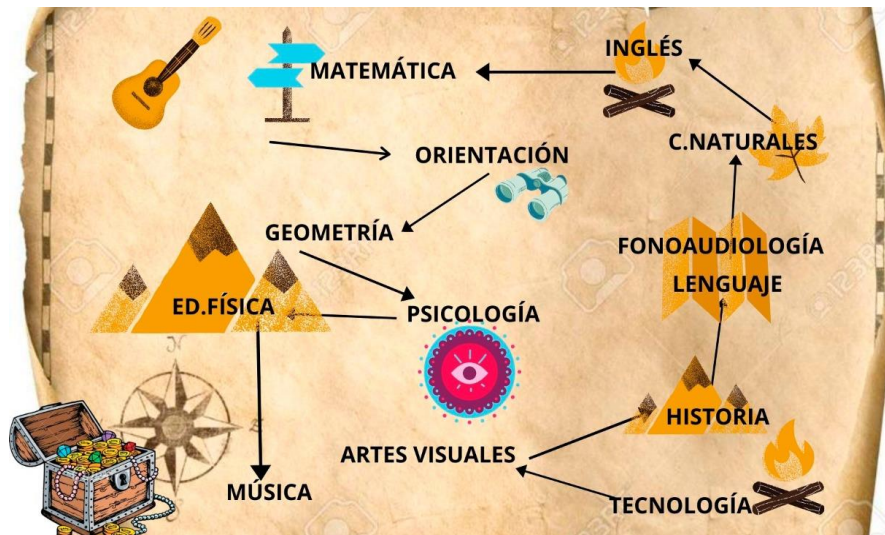 INGLÉS
MATEMÁTICA
C.NATURALES
ORIENTACIÓN
GEOMETRÍA
FONOAUDIOLOGÍA
LENGUAJE
ED.FÍSICA
PSICOLOGÍA
HISTORIA
ARTES VISUALES
MÚSICA
TECNOLOGÍA